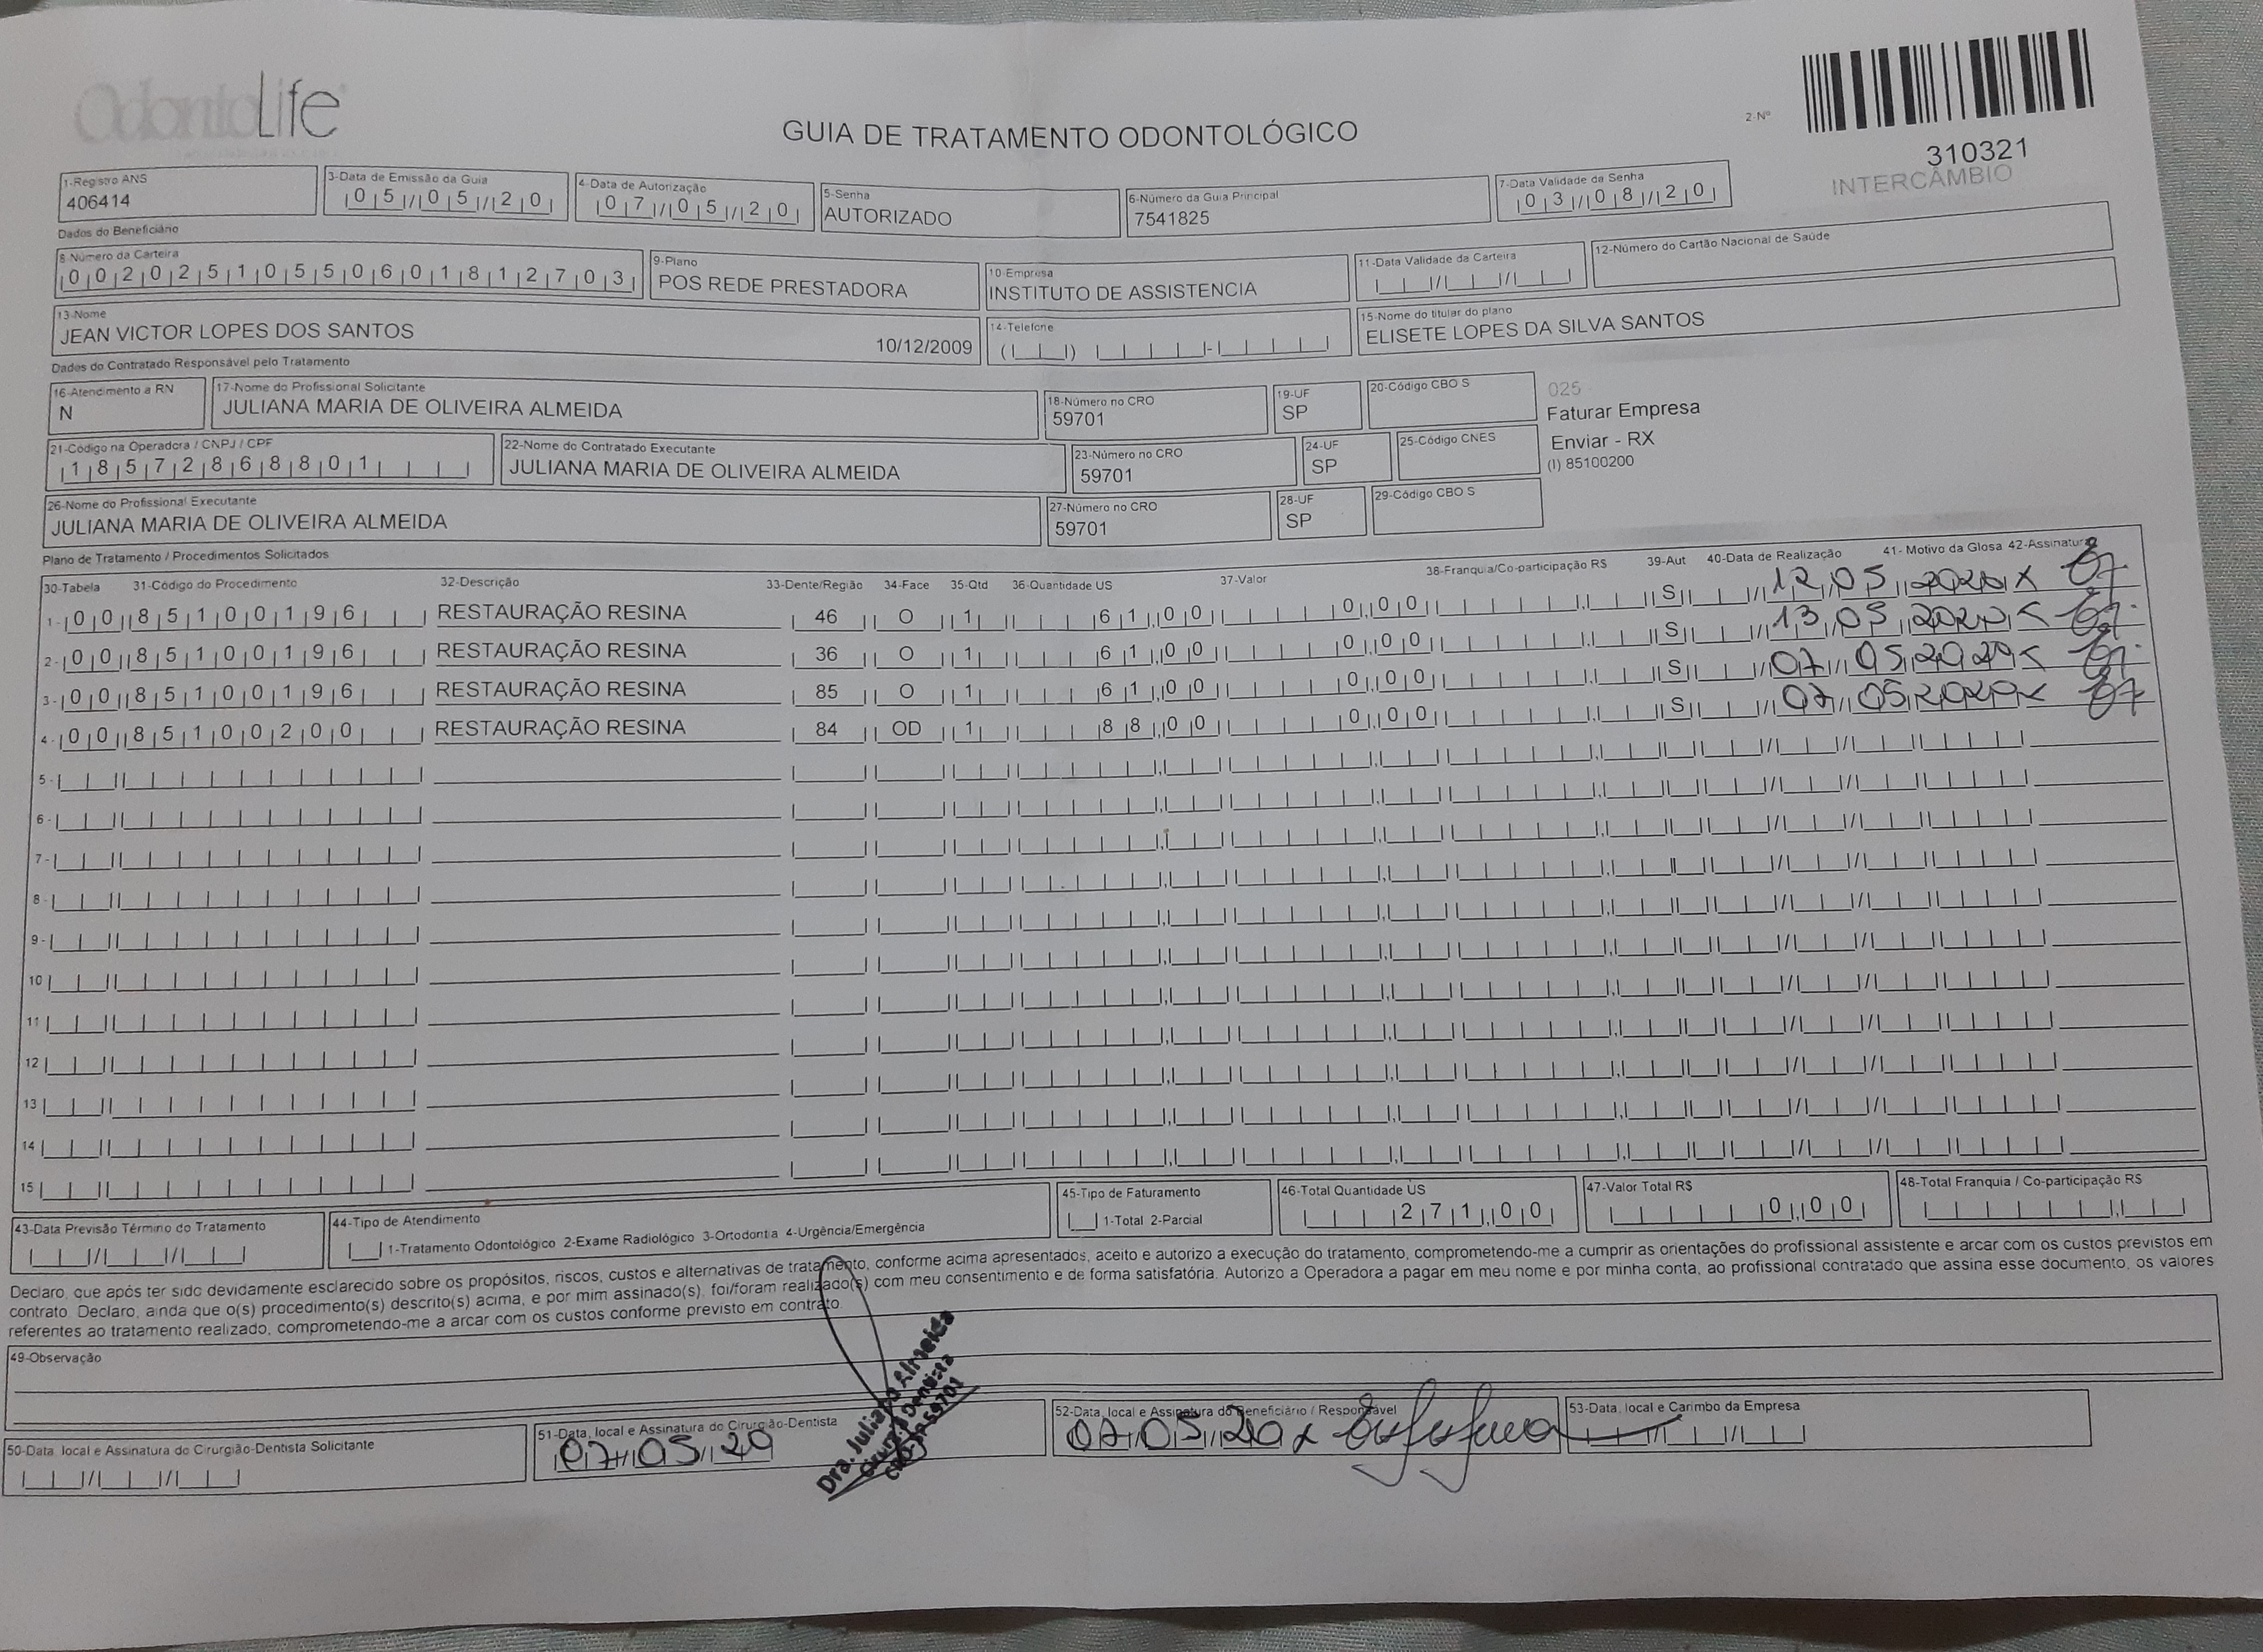 OdontoLife
GUIA DE TRATAMENTO ODONTOLÓGICO
2 Nº
310321
INTERCÂMBIO
1-Registro ANS
406414
3-Data de Emissão da Guia
05/05/20
4-Data de Autorização
07/05/20
5-Senha
AUTORIZADO
6-Número da Guia Principal
7541825
7-Data Validade da Senha
03/08/20
Dados do Beneficiário
8-Número da Carteira
00202510550601812703
9-Plano
POS REDE PRESTADORA
10-Empresa
INSTITUTO DE ASSISTENCIA
11-Data Validade da Carteira
12-Número do Cartão Nacional de Saúde
13-Nome
JEAN VICTOR LOPES DOS SANTOS 10/12/2009
14-Telefone
15-Nome do titular do plano
ELISETE LOPES DA SILVA SANTOS
Dados do Contratado Responsável pelo Tratamento
16-Atendimento a RN
N
17-Nome do Profissional Solicitante
JULIANA MARIA DE OLIVEIRA ALMEIDA
18-Número no CRO
59701
19-UF
SP
20-Código CBO S
025
Faturar Empresa
Enviar - RX
(I) 85100200
21-Código na Operadora / CNPJ / CPF
18572868801
22-Nome do Contratado Executante
JULIANA MARIA DE OLIVEIRA ALMEIDA
23-Número no CRO
59701
24-UF
SP
25-Código CNES
26-Nome do Profissional Executante
JULIANA MARIA DE OLIVEIRA ALMEIDA
27-Número no CRO
59701
28-UF
SP
29-Código CBO S
Plano de Tratamento / Procedimentos Solicitados
30-Tabela 31-Código do Procedimento 32-Descrição 33-Dente/Região 34-Face 35-Qtd 36-Quantidade US 37-Valor 38-Franquia/Co-participação R$ 39-Aut 40-Data de Realização 41- Motivo da Glosa 42-Assinatura
1- 00 85100196 RESTAURAÇÃO RESINA 46 O 1 61,00 0,00 S 12 05 2020 X
2- 00 85100196 RESTAURAÇÃO RESINA 36 O 1 61,00 0,00 S 13 05 2020 X
3- 00 85100196 RESTAURAÇÃO RESINA 85 O 1 61,00 0,00 S 07 05 2020 X
4- 00 85100200 RESTAURAÇÃO RESINA 84 OD 1 88,00 0,00 S 07 05 2020 X
5-
6-
7-
8-
9-
10
11
12
13
14
15
43-Data Previsão Término do Tratamento
44-Tipo de Atendimento
1-Tratamento Odontológico 2-Exame Radiológico 3-Ortodontia 4-Urgência/Emergência
45-Tipo de Faturamento
1-Total 2-Parcial
46-Total Quantidade US
271,00
47-Valor Total R$
0,00
48-Total Franquia / Co-participação R$
Declaro, que após ter sido devidamente esclarecido sobre os propósitos, riscos, custos e alternativas de tratamento, conforme acima apresentados, aceito e autorizo a execução do tratamento, comprometendo-me a cumprir as orientações do profissional assistente e arcar com os custos previstos em
contrato. Declaro, ainda que o(s) procedimento(s) descrito(s) acima, e por mim assinado(s), foi/foram realizado(s) com meu consentimento e de forma satisfatória. Autorizo a Operadora a pagar em meu nome e por minha conta, ao profissional contratado que assina esse documento, os valores
referentes ao tratamento realizado, comprometendo-me a arcar com os custos conforme previsto em contrato.
49-Observação
50-Data, local e Assinatura do Cirurgião-Dentista Solicitante
51-Data, local e Assinatura do Cirurgião-Dentista
07/05/20
Dra. Juliana Almeida
Cirurgiã Dentista
CRO-SP 59701
52-Data, local e Assinatura do Beneficiário / Responsável
07/05/20 x
53-Data, local e Carimbo da Empresa